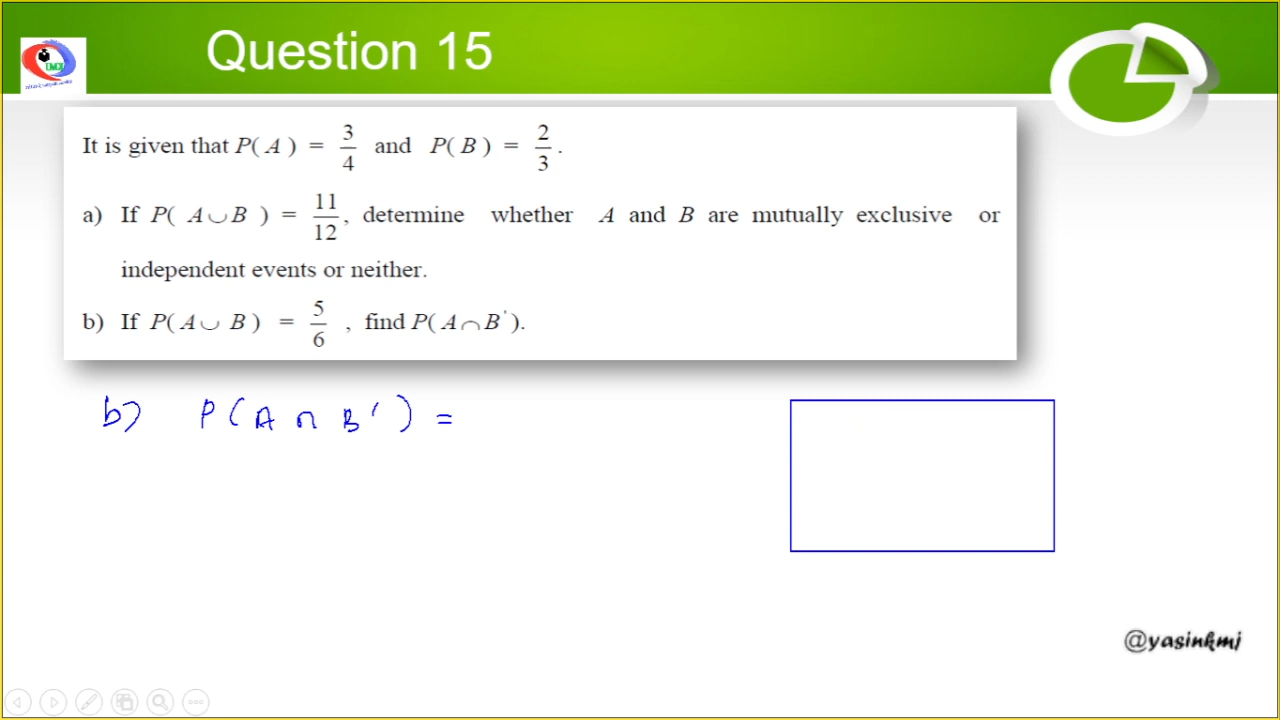 Question 15
IMK
It is given that P( A ) = 3/4 and P( B ) = 2/3 .
a) If P( A∪B ) = 11/12, determine whether A and B are mutually exclusive or
independent events or neither.
b) If P( A∪ B ) = 5/6 , find P( A∩B' ).
b) P ( A ∩ B' ) =
@yasinkmj